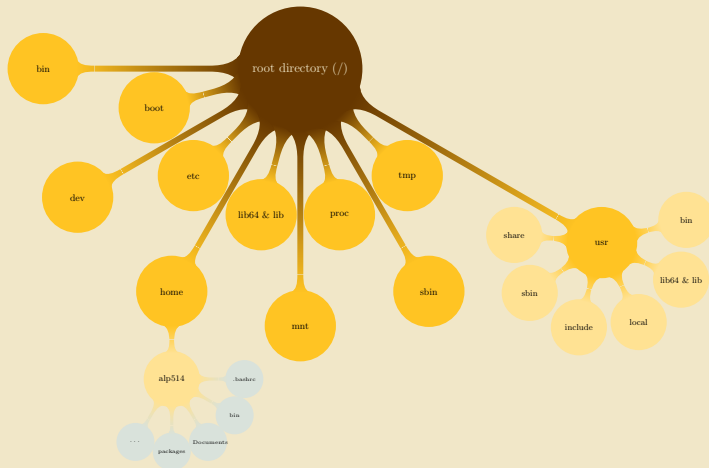 root directory (/)
bin
boot
dev
etc
lib64 & lib
proc
tmp
home
mnt
sbin
usr
share
sbin
include
local
lib64 & lib
bin
alp514
.bashrc
bin
Documents
packages
. . .